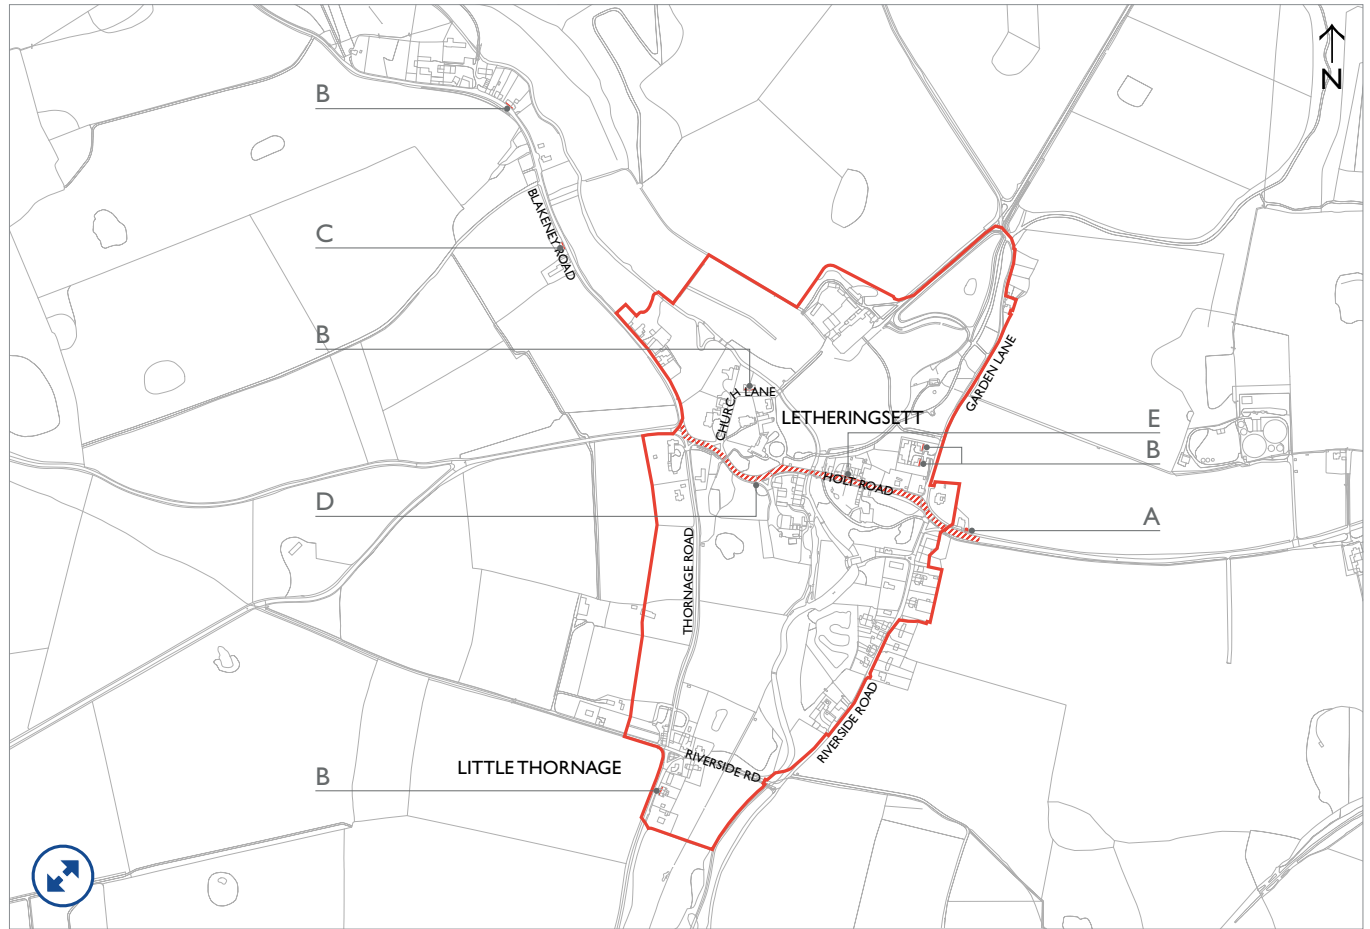 N
B
BLAKENEY ROAD
C
B
CHURCH LANE
GARDEN LANE
LETHERINGSETT
E
B
HOLT ROAD
D
A
THORNAGE ROAD
RIVERSIDE ROAD
RIVERSIDE RD
LITTLE THORNAGE
B